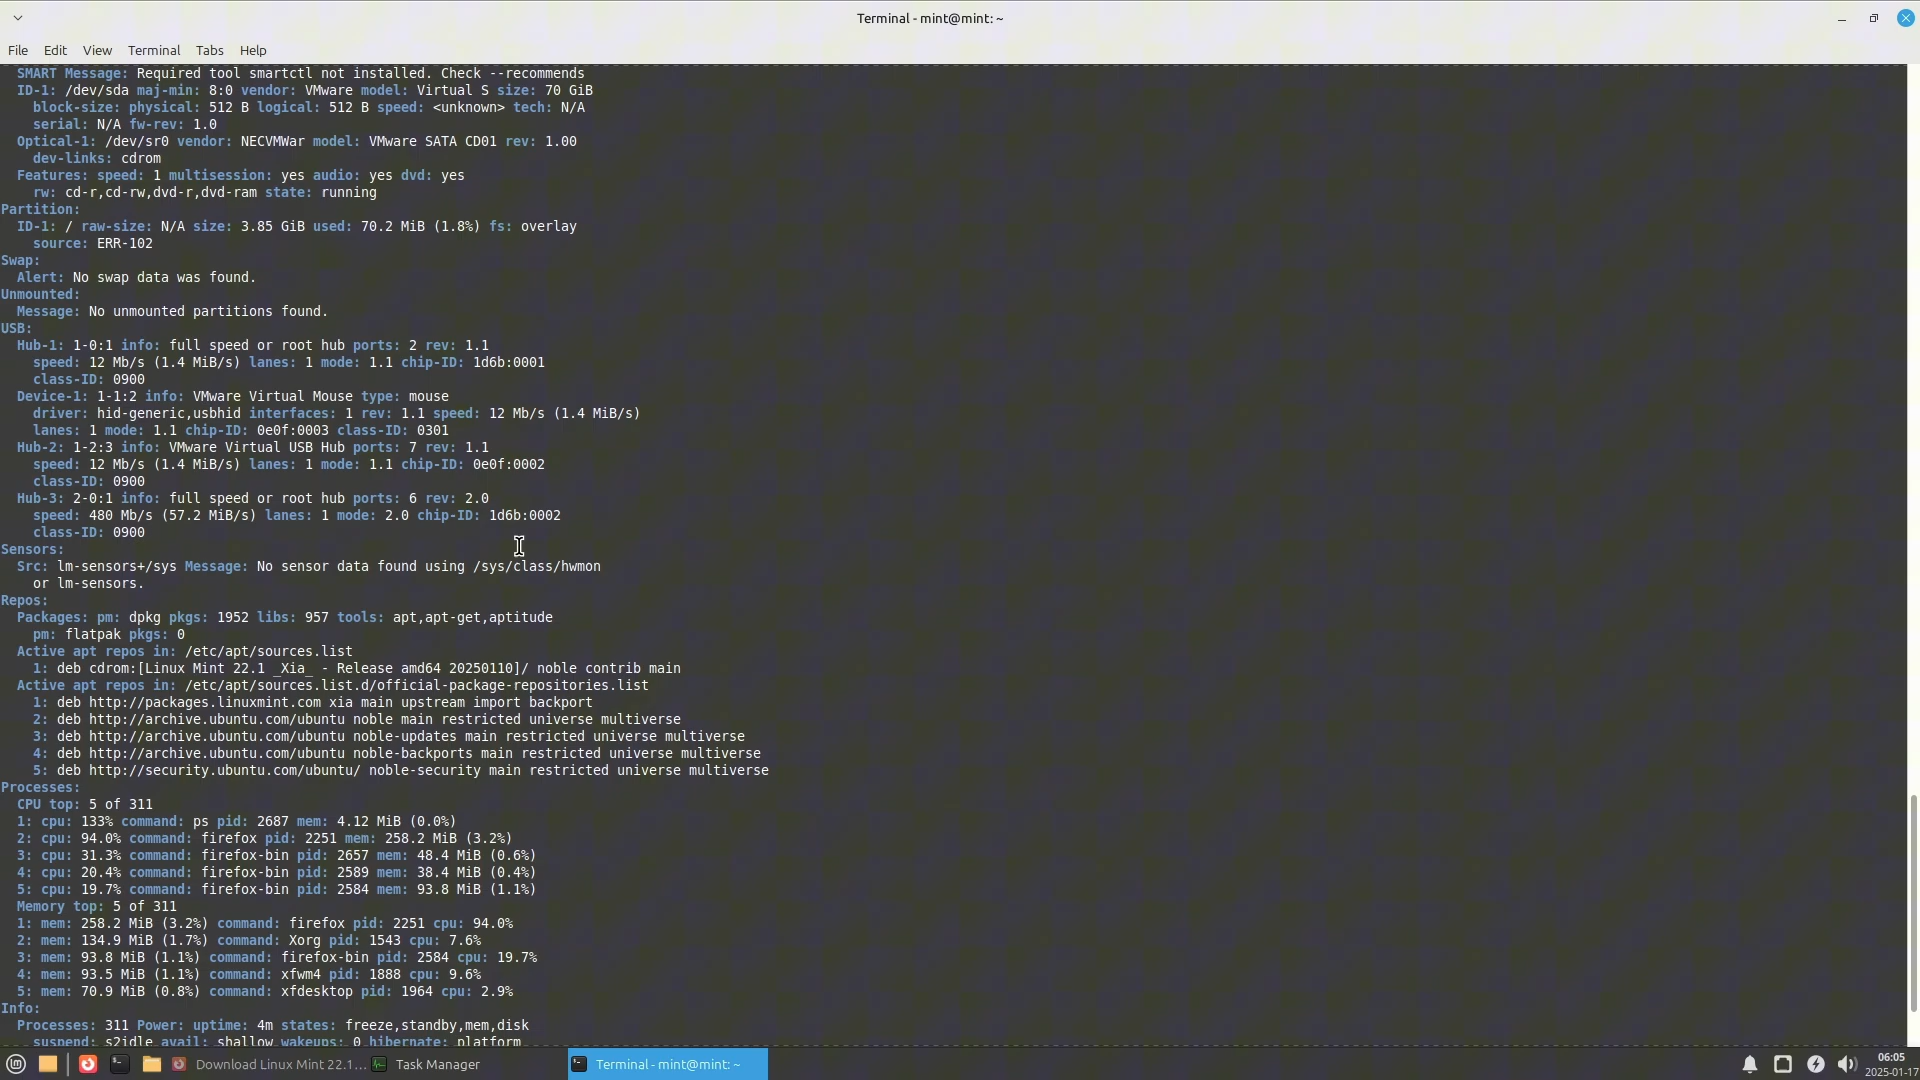 Terminal - mint@mint: ~
File Edit View Terminal Tabs Help
SMART Message: Required tool smartctl not installed. Check --recommends
ID-1: /dev/sda maj-min: 8:0 vendor: VMware model: Virtual S size: 70 GiB
block-size: physical: 512 B logical: 512 B speed: <unknown> tech: N/A
serial: N/A fw-rev: 1.0
Optical-1: /dev/sr0 vendor: NECVMWar model: VMware SATA CD01 rev: 1.00
dev-links: cdrom
Features: speed: 1 multisession: yes audio: yes dvd: yes
rw: cd-r,cd-rw,dvd-r,dvd-ram state: running
Partition:
ID-1: / raw-size: N/A size: 3.85 GiB used: 70.2 MiB (1.8%) fs: overlay
source: ERR-102
Swap:
Alert: No swap data was found.
Unmounted:
Message: No unmounted partitions found.
USB:
Hub-1: 1-0:1 info: full speed or root hub ports: 2 rev: 1.1
speed: 12 Mb/s (1.4 MiB/s) lanes: 1 mode: 1.1 chip-ID: 1d6b:0001
class-ID: 0900
Device-1: 1-1:2 info: VMware Virtual Mouse type: mouse
driver: hid-generic,usbhid interfaces: 1 rev: 1.1 speed: 12 Mb/s (1.4 MiB/s)
lanes: 1 mode: 1.1 chip-ID: 0e0f:0003 class-ID: 0301
Hub-2: 1-2:3 info: VMware Virtual USB Hub ports: 7 rev: 1.1
speed: 12 Mb/s (1.4 MiB/s) lanes: 1 mode: 1.1 chip-ID: 0e0f:0002
class-ID: 0900
Hub-3: 2-0:1 info: full speed or root hub ports: 6 rev: 2.0
speed: 480 Mb/s (57.2 MiB/s) lanes: 1 mode: 2.0 chip-ID: 1d6b:0002
class-ID: 0900
Sensors:
Src: lm-sensors+/sys Message: No sensor data found using /sys/class/hwmon
or lm-sensors.
Repos:
Packages: pm: dpkg pkgs: 1952 libs: 957 tools: apt,apt-get,aptitude
pm: flatpak pkgs: 0
Active apt repos in: /etc/apt/sources.list
1: deb cdrom:[Linux Mint 22.1 _Xia_ - Release amd64 20250110]/ noble contrib main
Active apt repos in: /etc/apt/sources.list.d/official-package-repositories.list
1: deb http://packages.linuxmint.com xia main upstream import backport
2: deb http://archive.ubuntu.com/ubuntu noble main restricted universe multiverse
3: deb http://archive.ubuntu.com/ubuntu noble-updates main restricted universe multiverse
4: deb http://archive.ubuntu.com/ubuntu noble-backports main restricted universe multiverse
5: deb http://security.ubuntu.com/ubuntu/ noble-security main restricted universe multiverse
Processes:
CPU top: 5 of 311
1: cpu: 133% command: ps pid: 2687 mem: 4.12 MiB (0.0%)
2: cpu: 94.0% command: firefox pid: 2251 mem: 258.2 MiB (3.2%)
3: cpu: 31.3% command: firefox-bin pid: 2657 mem: 48.4 MiB (0.6%)
4: cpu: 20.4% command: firefox-bin pid: 2589 mem: 38.4 MiB (0.4%)
5: cpu: 19.7% command: firefox-bin pid: 2584 mem: 93.8 MiB (1.1%)
Memory top: 5 of 311
1: mem: 258.2 MiB (3.2%) command: firefox pid: 2251 cpu: 94.0%
2: mem: 134.9 MiB (1.7%) command: Xorg pid: 1543 cpu: 7.6%
3: mem: 93.8 MiB (1.1%) command: firefox-bin pid: 2584 cpu: 19.7%
4: mem: 93.5 MiB (1.1%) command: xfwm4 pid: 1888 cpu: 9.6%
5: mem: 70.9 MiB (0.8%) command: xfdesktop pid: 1964 cpu: 2.9%
Info:
Processes: 311 Power: uptime: 4m states: freeze,standby,mem,disk
suspend: s2idle avail: shallow wakeups: 0 hibernate: platform
Download Linux Mint 22.1... Task Manager Terminal - mint@mint: ~ 06:05
2025-01-17